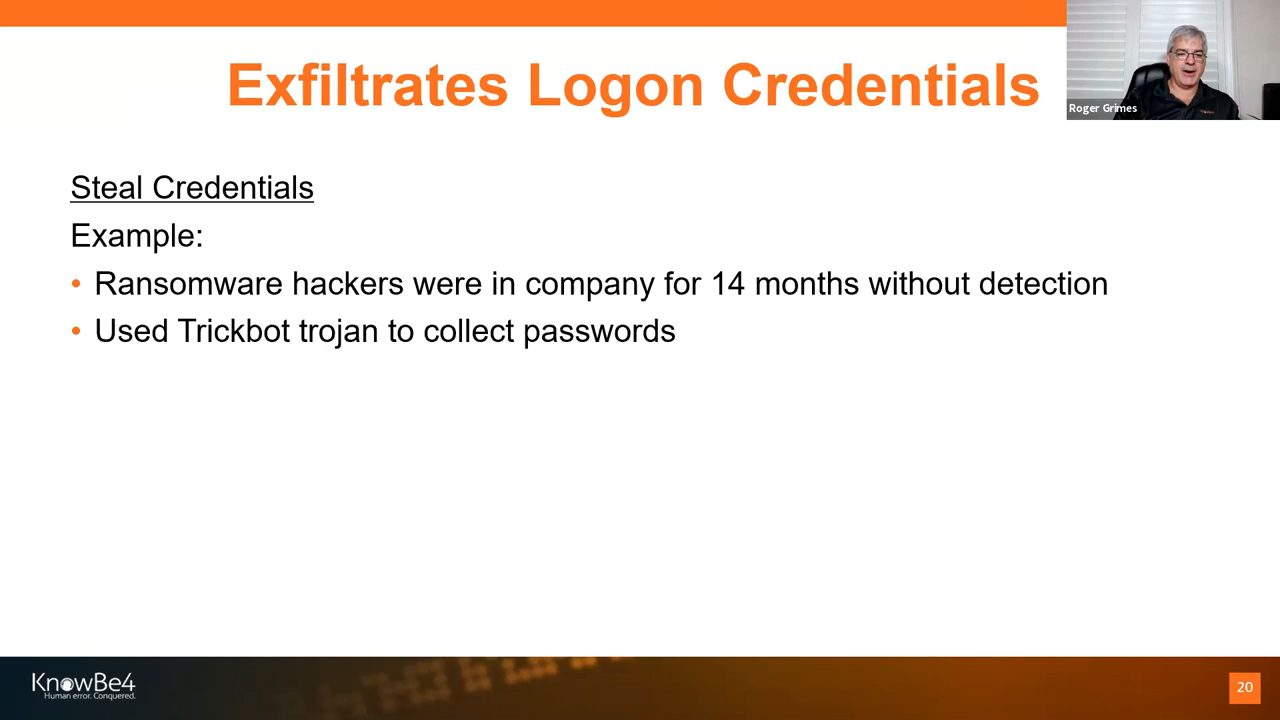 Exfiltrates Logon Credentials
Roger Grimes
Steal Credentials
Example:
• Ransomware hackers were in company for 14 months without detection
• Used Trickbot trojan to collect passwords
KnowBe4
Human error. Conquered.
20